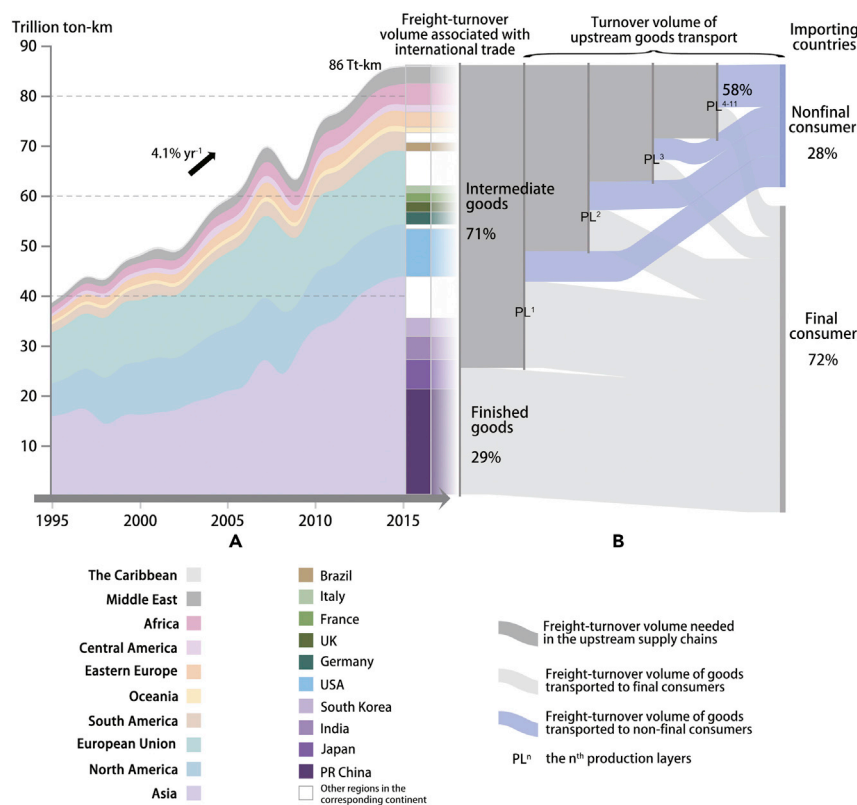 Trillion ton-km
Freight-turnover
volume associated with
international trade
Turnover volume of
upstream goods transport
Importing
countries
90
80
70
60
50
40
30
20
10
86 Tt-km
4.1% yr⁻¹
1995
2000
2005
2010
2015
A
Intermediate
goods
71%
Finished
goods
29%
PL¹
PL²
PL³
PL⁴⁻¹¹
58%
Nonfinal
consumer
28%
Final
consumer
72%
B
The Caribbean
Middle East
Africa
Central America
Eastern Europe
Oceania
South America
European Union
North America
Asia
Brazil
Italy
France
UK
Germany
USA
South Korea
India
Japan
PR China
Other regions in the
corresponding continent
Freight-turnover volume needed
in the upstream supply chains
Freight-turnover volume of goods
transported to final consumers
Freight-turnover volume of goods
transported to non-final consumers
PLⁿ the nᵗʰ production layers